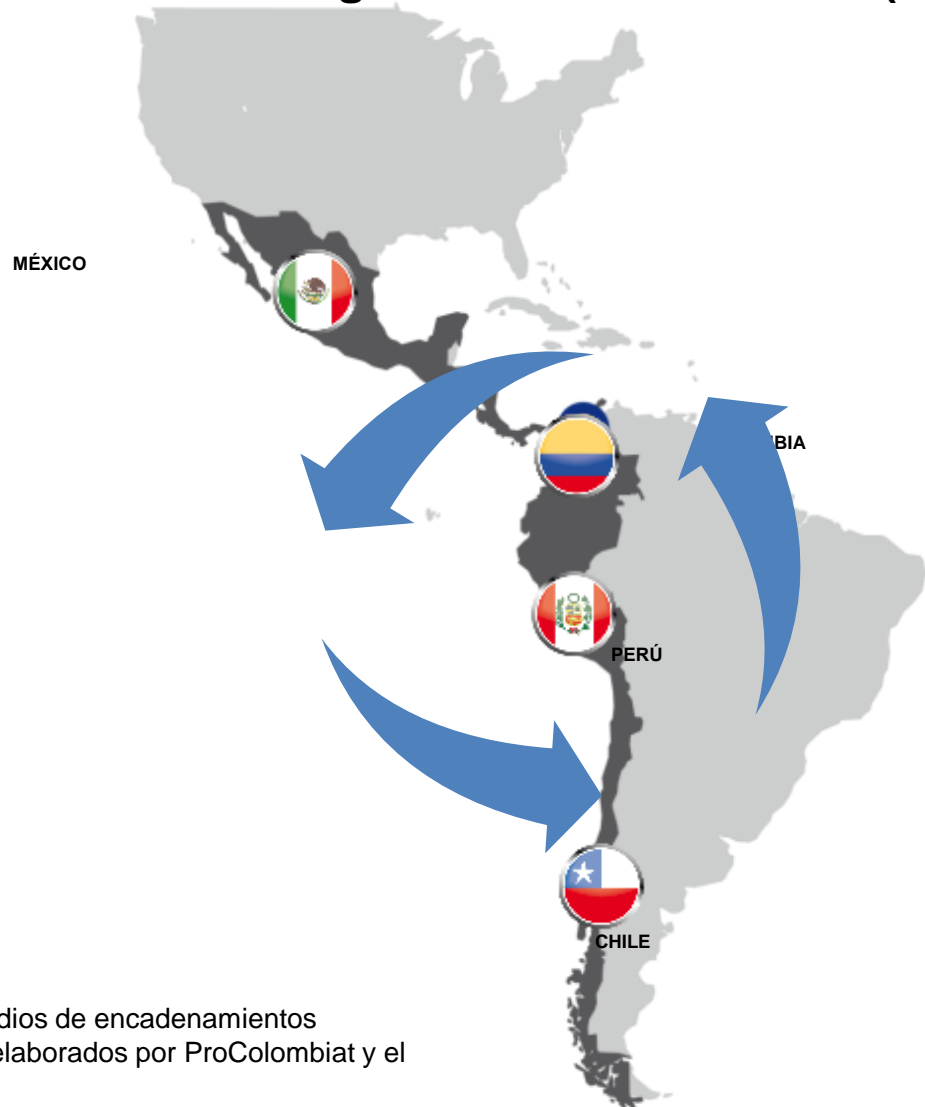 MÉXICO
BIA
PERÚ
CHILE
dios de encadenamientos
elaborados por ProColombiat y el